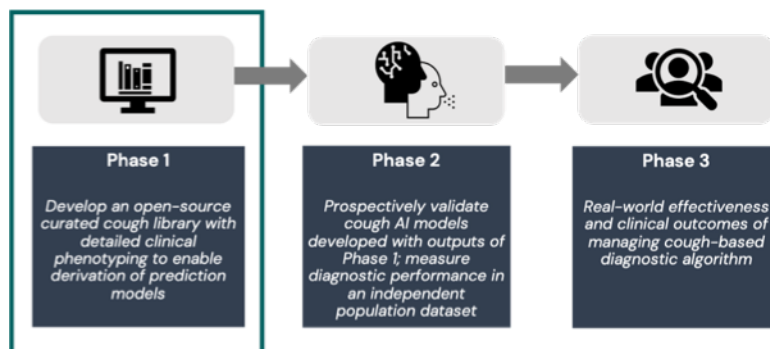 Phase 1
Develop an open-source
curated cough library with
detailed clinical
phenotyping to enable
derivation of prediction
models
Phase 2
Prospectively validate
cough AI models
developed with outputs of
Phase 1; measure
diagnostic performance in
an independent
population dataset
Phase 3
Real-world effectiveness
and clinical outcomes of
managing cough-based
diagnostic algorithm